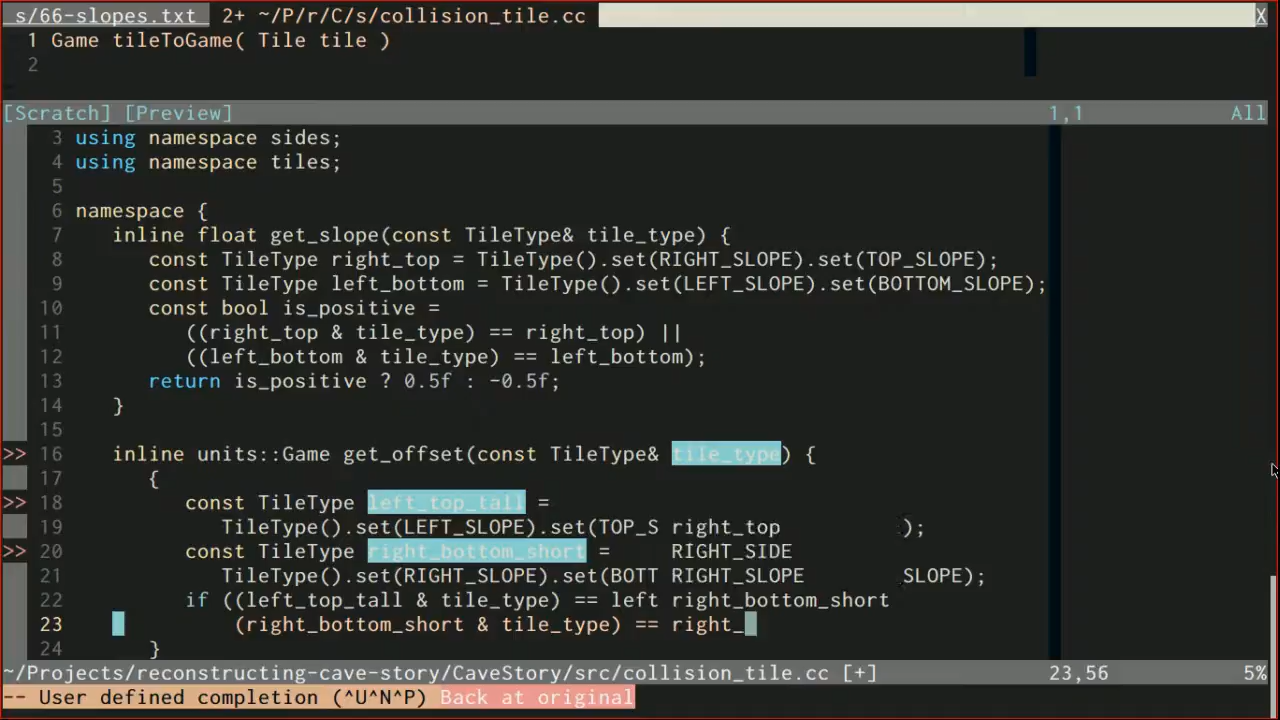 s/66-slopes.txt 2+ ~/P/r/C/s/collision_tile.cc X
1 Game tileToGame( Tile tile )
2
[Scratch] [Preview] 1,1 All
3 using namespace sides;
4 using namespace tiles;
5
6 namespace {
7 inline float get_slope(const TileType& tile_type) {
8 const TileType right_top = TileType().set(RIGHT_SLOPE).set(TOP_SLOPE);
9 const TileType left_bottom = TileType().set(LEFT_SLOPE).set(BOTTOM_SLOPE);
10 const bool is_positive =
11 ((right_top & tile_type) == right_top) ||
12 ((left_bottom & tile_type) == left_bottom);
13 return is_positive ? 0.5f : -0.5f;
14 }
15
>> 16 inline units::Game get_offset(const TileType& tile_type) {
17 {
>> 18 const TileType left_top_tall =
19 TileType().set(LEFT_SLOPE).set(TOP_S right_top );
>> 20 const TileType right_bottom_short = RIGHT_SIDE
21 TileType().set(RIGHT_SLOPE).set(BOTT RIGHT_SLOPE SLOPE);
22 if ((left_top_tall & tile_type) == left right_bottom_short
23 (right_bottom_short & tile_type) == right_
24 }
~/Projects/reconstructing-cave-story/CaveStory/src/collision_tile.cc [+] 23,56 5%
-- User defined completion (^U^N^P) Back at original